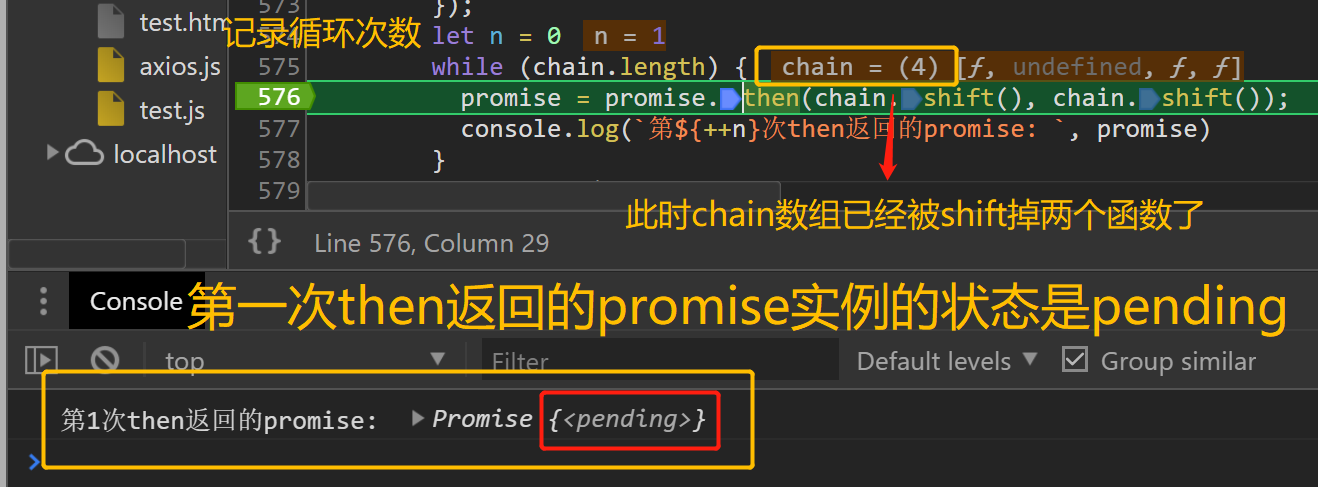 573
});
test.htm
记录循环次数
let n = 0 n = 1
axios.js
575
while (chain.length) { chain = (4) [ƒ, undefined, ƒ, ƒ]
576
promise = promise.then(chain.shift(), chain.shift());
test.js
577
console.log(`第${++n}次then返回的promise: `, promise)
localhost
578
}
579
此时chain数组已经被shift掉两个函数了
{} Line 576, Column 29
Console
第一次then返回的promise实例的状态是pending
top
Filter
Default levels
Group similar
第1次then返回的promise: Promise {<pending>}